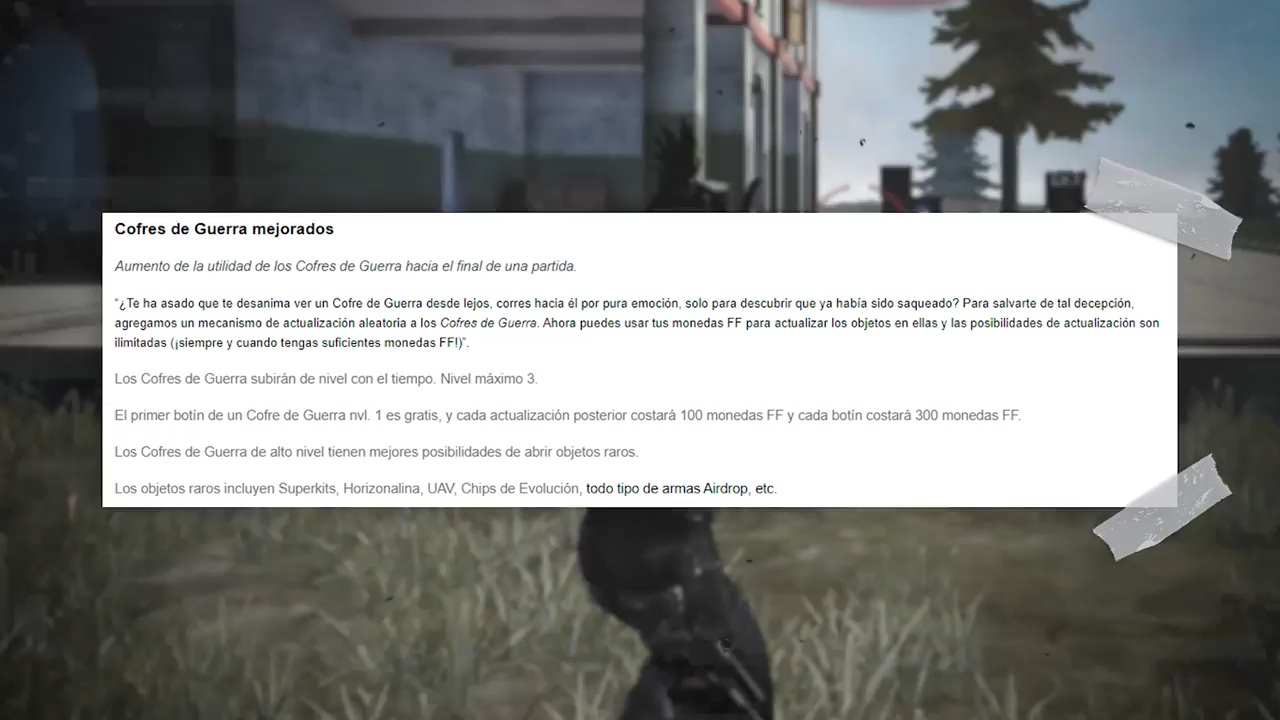 Cofres de Guerra mejorados
Aumento de la utilidad de los Cofres de Guerra hacia el final de una partida.
“¿Te ha asado que te desanima ver un Cofre de Guerra desde lejos, corres hacia él por pura emoción, solo para descubrir que ya había sido saqueado? Para salvarte de tal decepción,
agregamos un mecanismo de actualización aleatoria a los Cofres de Guerra. Ahora puedes usar tus monedas FF para actualizar los objetos en ellas y las posibilidades de actualización son
ilimitadas (¡siempre y cuando tengas suficientes monedas FF!)”.
Los Cofres de Guerra subirán de nivel con el tiempo. Nivel máximo 3.
El primer botín de un Cofre de Guerra nvl. 1 es gratis, y cada actualización posterior costará 100 monedas FF y cada botín costará 300 monedas FF.
Los Cofres de Guerra de alto nivel tienen mejores posibilidades de abrir objetos raros.
Los objetos raros incluyen Superkits, Horizonalina, UAV, Chips de Evolución, todo tipo de armas Airdrop, etc.